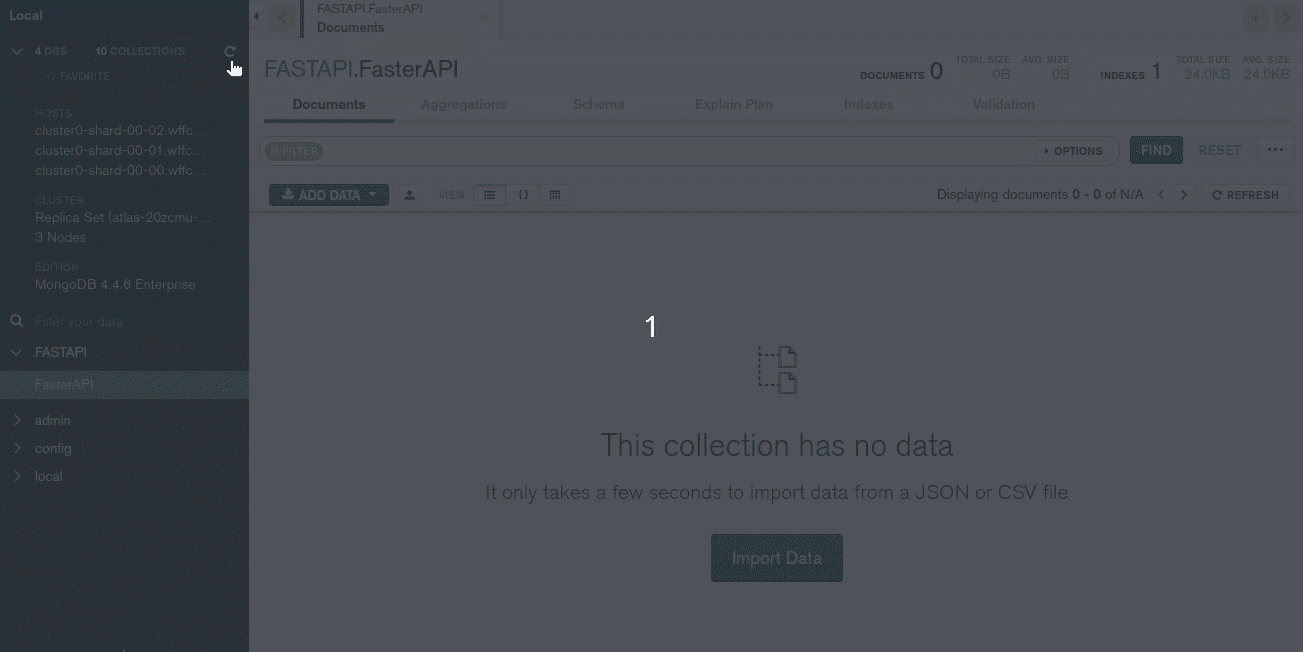 Local
4 DBS 10 COLLECTIONS
FAVORITE
HOSTS
cluster0-shard-00-02.wffc...
cluster0-shard-00-01.wffc...
cluster0-shard-00-00.wffc...
CLUSTER
Replica Set (atlas-20zcmu-...
3 Nodes
EDITION
MongoDB 4.4.6 Enterprise
Filter your data
FASTAPI
FasterAPI ...
admin
config
local
FASTAPI.FasterAPI
Documents
FASTAPI.FasterAPI
DOCUMENTS 0
TOTAL SIZE
0B
AVG. SIZE
0B
INDEXES 1
TOTAL SIZE
24.0KB
AVG. SIZE
24.0KB
Documents Aggregations Schema Explain Plan Indexes Validation
FILTER OPTIONS FIND RESET ...
ADD DATA VIEW {} Displaying documents 0 - 0 of N/A < > REFRESH
1
This collection has no data
It only takes a few seconds to import data from a JSON or CSV file
Import Data